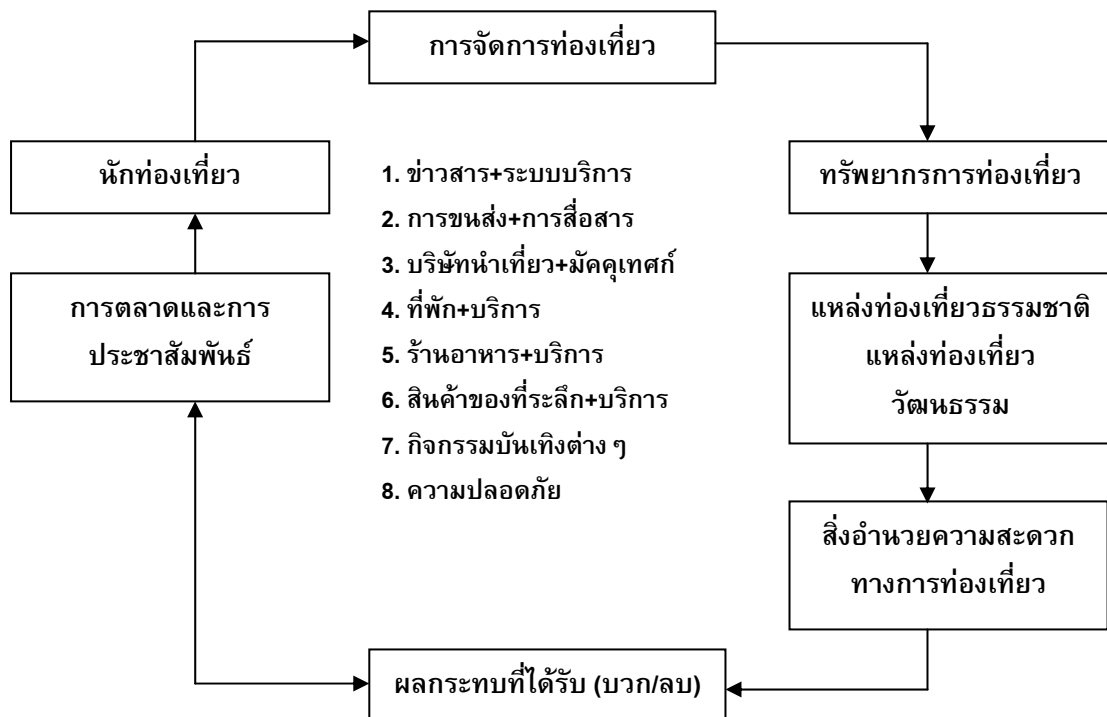 การจัดการท่องเที่ยว
นักท่องเที่ยว
ทรัพยากรการท่องเที่ยว
1. ข่าวสาร+ระบบบริการ
2. การขนส่ง+การสื่อสาร
3. บริษัทนำเที่ยว+มัคคุเทศก์
4. ที่พัก+บริการ
5. ร้านอาหาร+บริการ
6. สินค้าของที่ระลึก+บริการ
7. กิจกรรมบันเทิงต่าง ๆ
8. ความปลอดภัย
การตลาดและการ
ประชาสัมพันธ์
แหล่งท่องเที่ยวธรรมชาติ
แหล่งท่องเที่ยว
วัฒนธรรม
สิ่งอำนวยความสะดวก
ทางการท่องเที่ยว
ผลกระทบที่ได้รับ (บวก/ลบ)